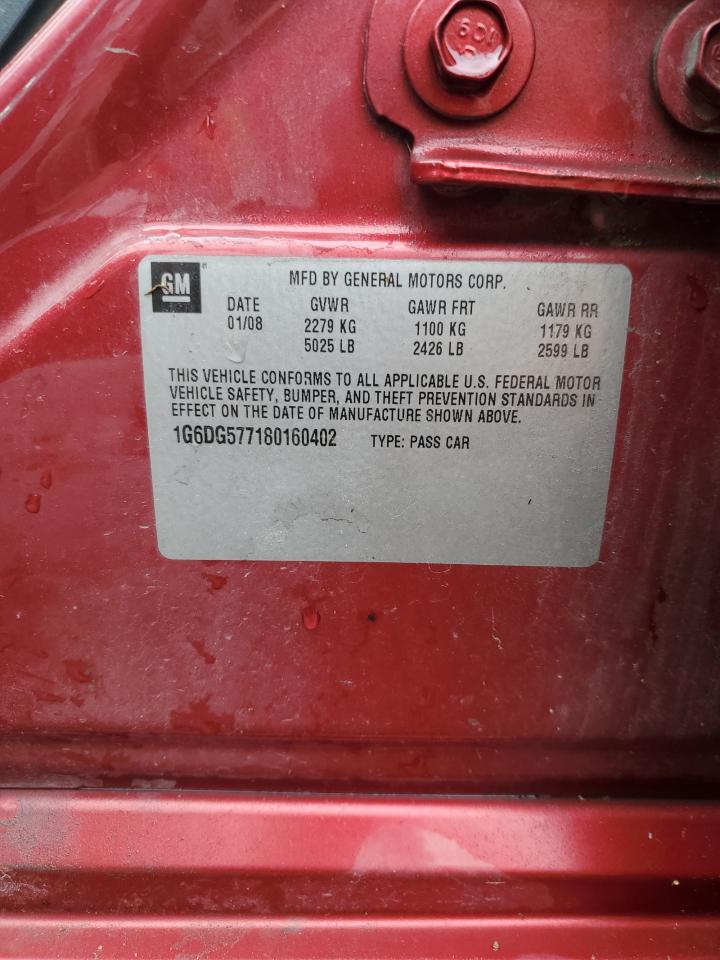 GM
MFD BY GENERAL MOTORS CORP.
DATE GVWR GAWR FRT GAWR RR
01/08 2279 KG 1100 KG 1179 KG
5025 LB 2426 LB 2599 LB
THIS VEHICLE CONFORMS TO ALL APPLICABLE U.S. FEDERAL MOTOR
VEHICLE SAFETY, BUMPER, AND THEFT PREVENTION STANDARDS IN
EFFECT ON THE DATE OF MANUFACTURE SHOWN ABOVE.
1G6DG577180160402 TYPE: PASS CAR